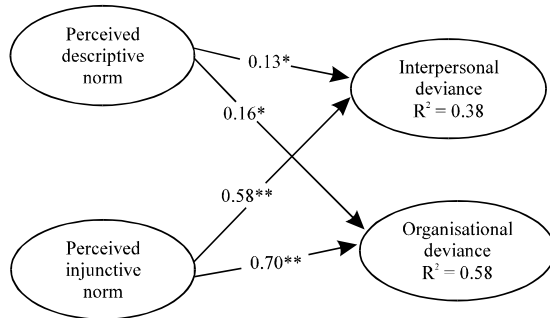 Perceived
descriptive
norm
0.13*
Interpersonal
deviance
R² = 0.38
0.16*
0.58**
Perceived
injunctive
norm
0.70**
Organisational
deviance
R² = 0.58